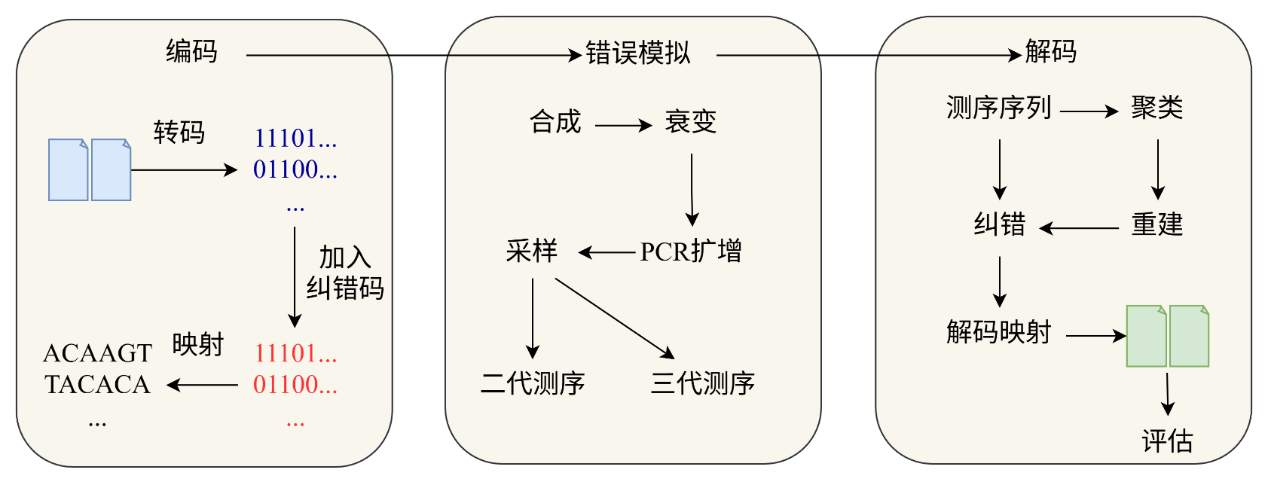 编码
转码
11101...
01100...
...
加入
纠错码
映射
11101...
01100...
...
ACAAGT
TACACA
...
错误模拟
合成
衰变
PCR扩增
采样
二代测序
三代测序
解码
测序序列
聚类
纠错
重建
解码映射
评估